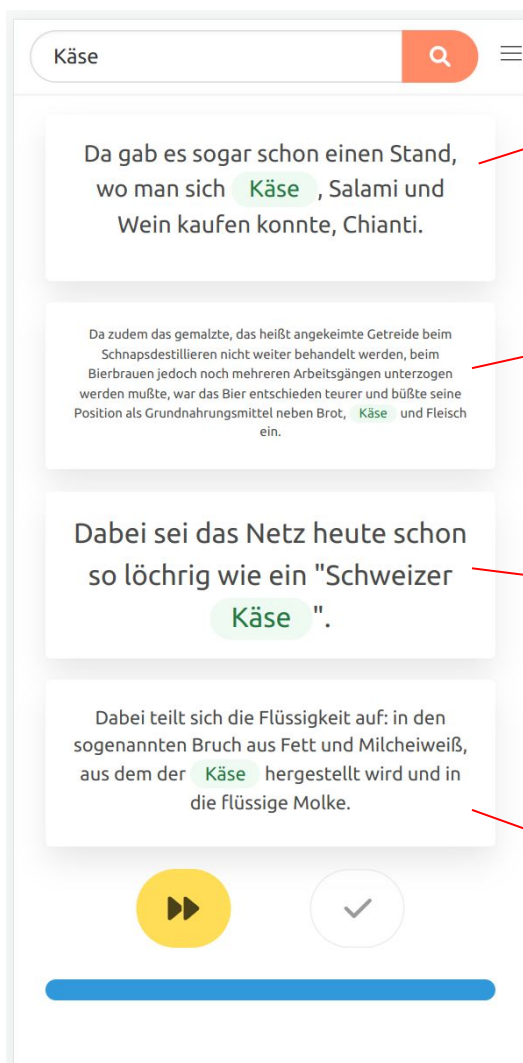 Käse
Da gab es sogar schon einen Stand,
wo man sich Käse , Salami und
Wein kaufen konnte, Chianti.
Da zudem das gemalzte, das heißt angekeimte Getreide beim
Schnapsdestillieren nicht weiter behandelt werden, beim
Bierbrauen jedoch noch mehreren Arbeitsgängen unterzogen
werden mußte, war das Bier entschieden teurer und büßte seine
Position als Grundnahrungsmittel neben Brot, Käse und Fleisch
ein.
Dabei sei das Netz heute schon
so löchrig wie ein "Schweizer
Käse ".
Dabei teilt sich die Flüssigkeit auf: in den
sogenannten Bruch aus Fett und Milcheiweiß,
aus dem der Käse hergestellt wird und in
die flüssige Molke.